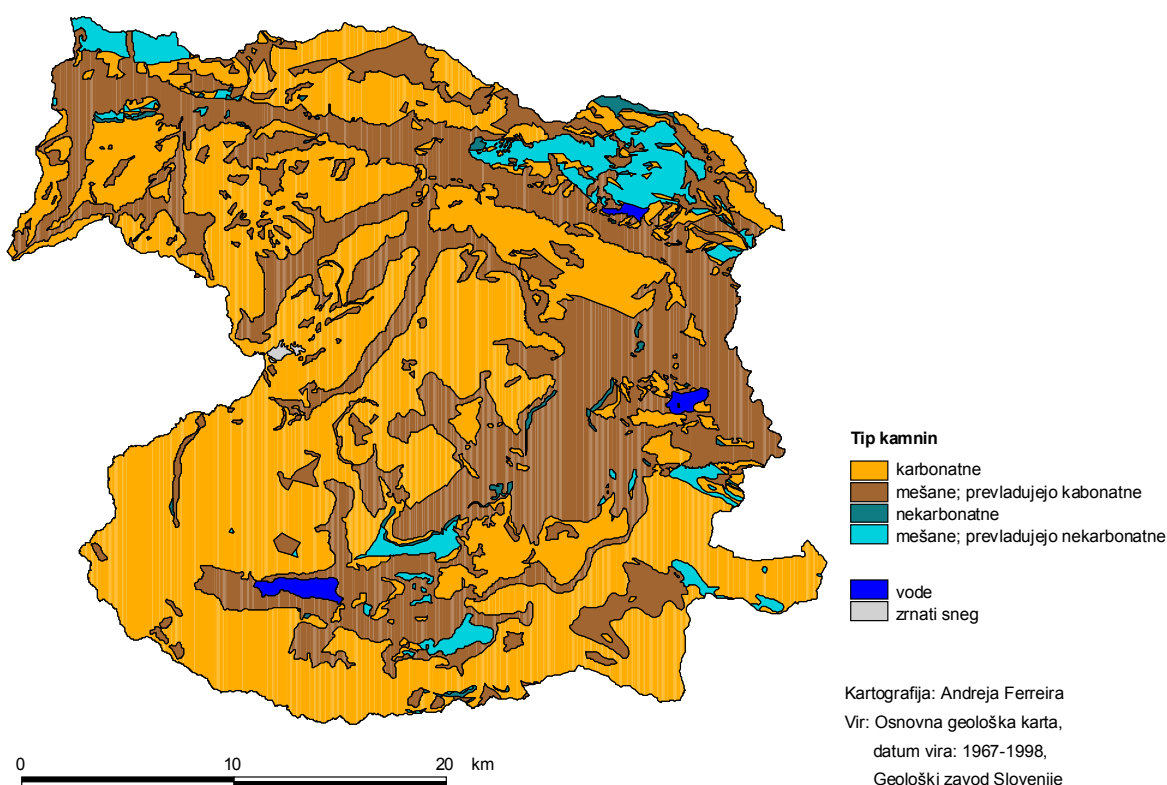 Tip kamnin
karbonatne
mešane; prevladujejo kabonatne
nekarbonatne
mešane; prevladujejo nekarbonatne
vode
zrnati sneg
Kartografija: Andreja Ferreira
Vir: Osnovna geološka karta,
datum vira: 1967-1998,
Geološki zavod Slovenije
0 10 20 km